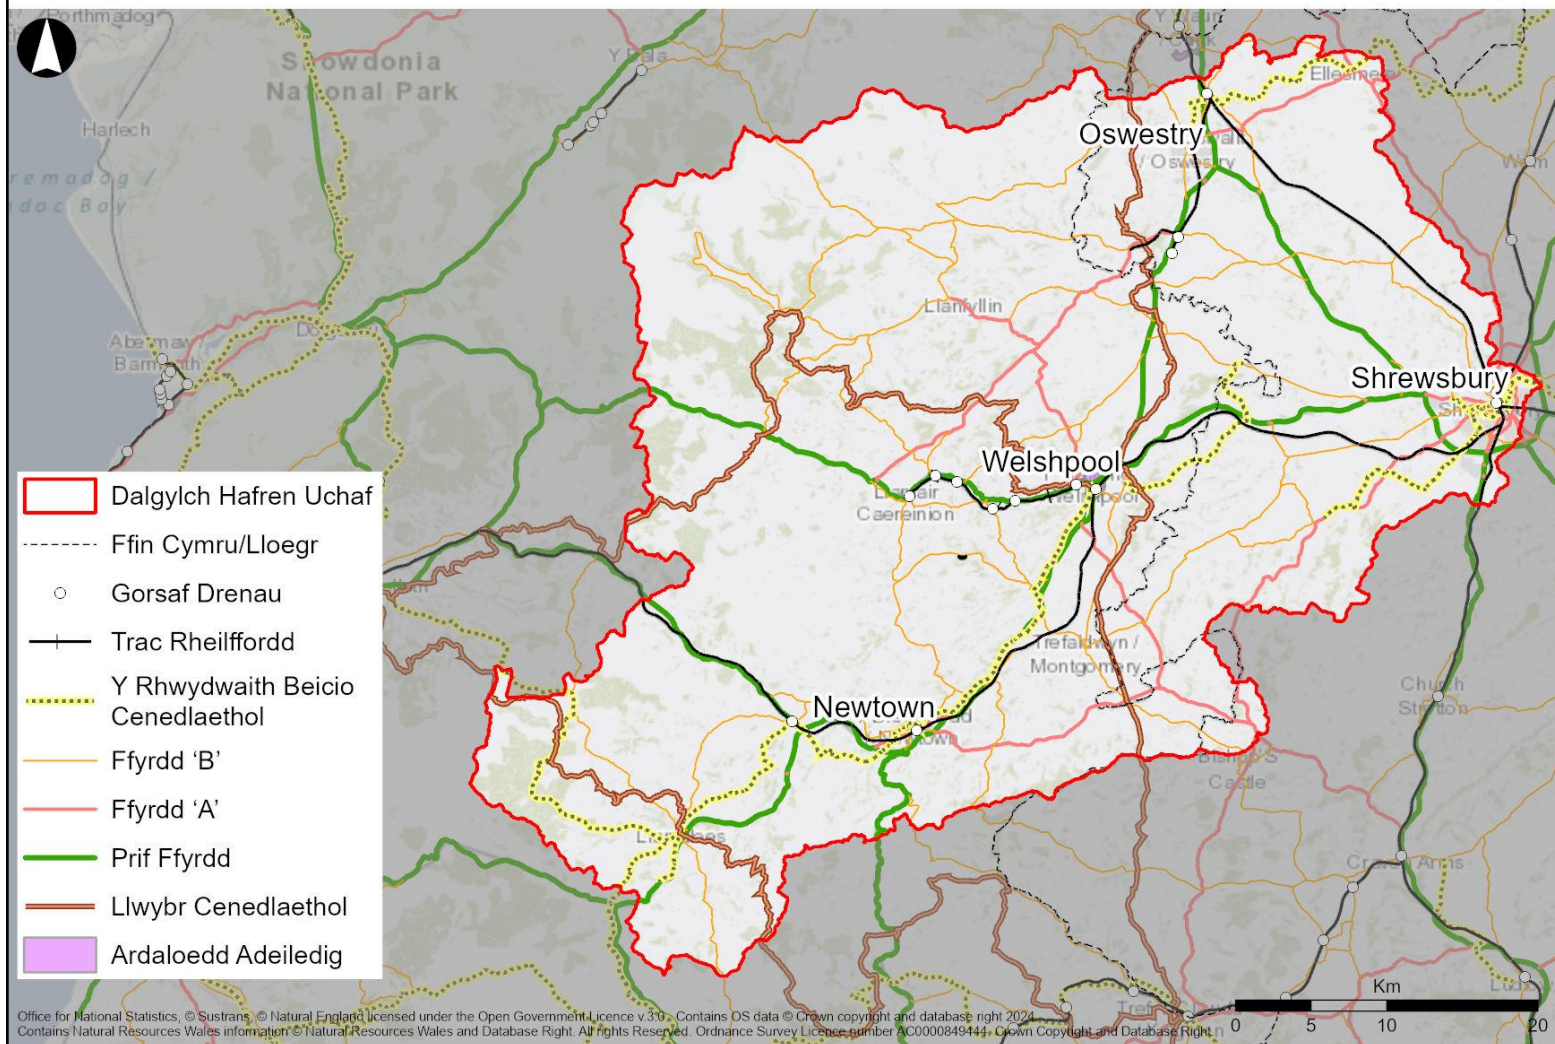 Porthmadog
Snowdonia
National Park
Y Bala
Harlech
Ellesmere
Oswestry
/ Oswestry
Llanfyllin
Shrewsbury
Welshpool
Llanfair
Caereinion
Trefaldwyn /
Montgomery
Newtown
Church
Stretton
Bishop's
Castle
Craven Arms
Dalgylch Hafren Uchaf
Ffin Cymru/Lloegr
Gorsaf Drenau
Trac Rheilffordd
Y Rhwydwaith Beicio
Cenedlaethol
Ffyrdd ‘B’
Ffyrdd ‘A’
Prif Ffyrdd
Llwybr Cenedlaethol
Ardaloedd Adeiledig
Km
0 5 10 20
Office for National Statistics, © Sustrans, © Natural England licensed under the Open Government Licence v.3.0. Contains OS data © Crown copyright and database right 2024
Contains Natural Resources Wales information © Natural Resources Wales and Database Right. All rights Reserved. Ordnance Survey Licence number AC0000849444. Crown Copyright and Database Right